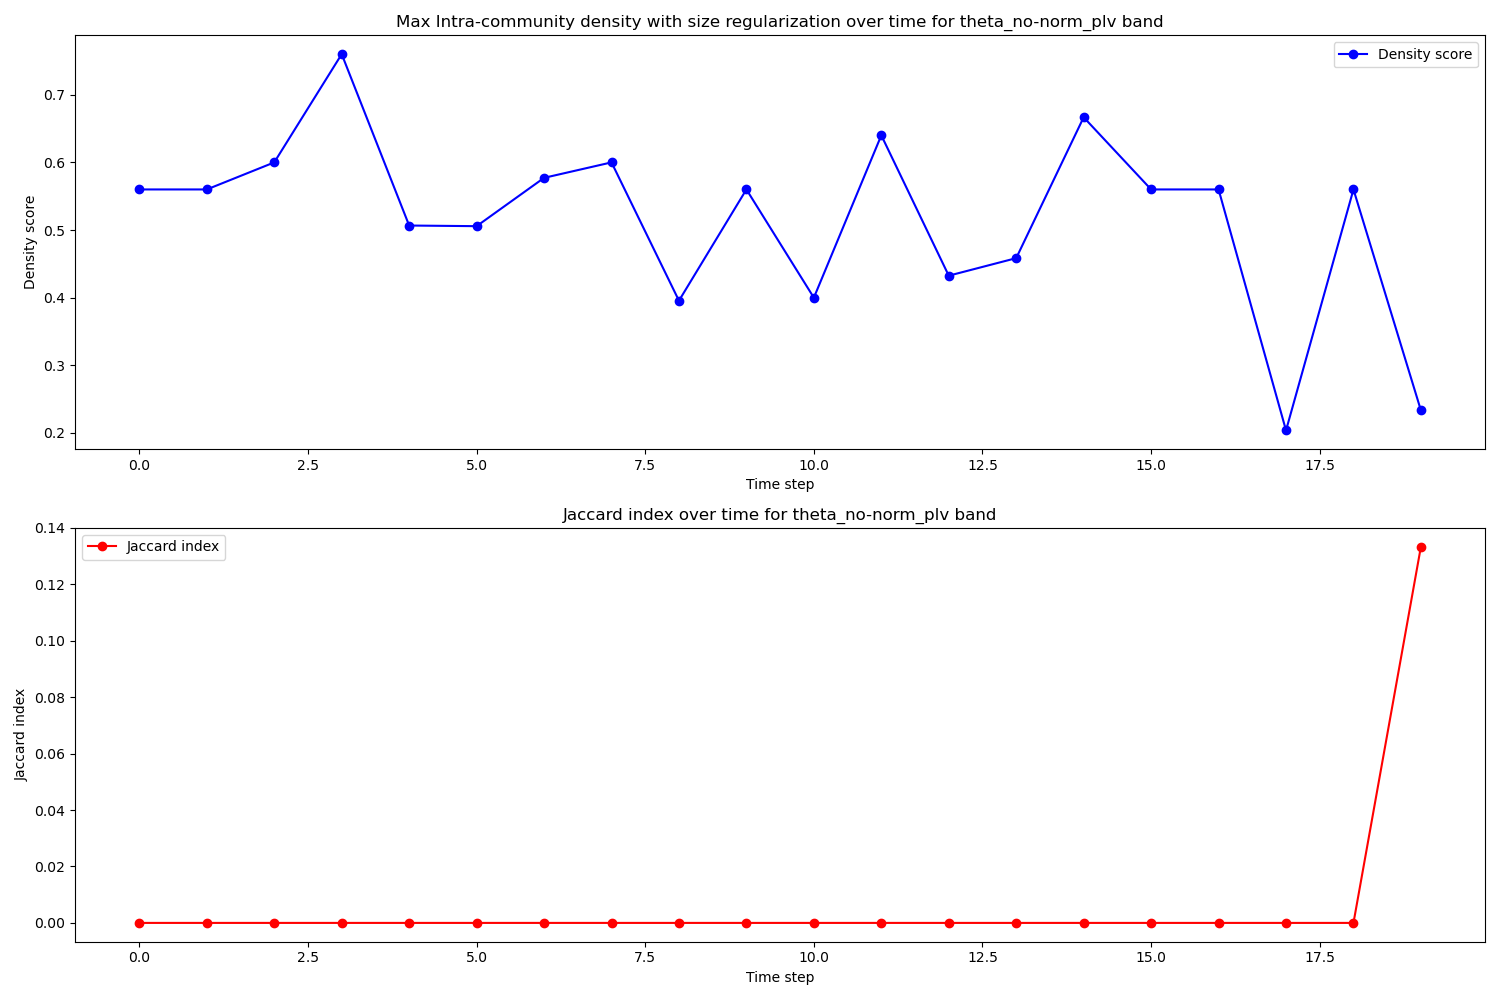 Max Intra-community density with size regularization over time for theta_no-norm_plv band
Density score
0.7
0.6
0.5
0.4
0.3
0.2
Density score
0.0 2.5 5.0 7.5 10.0 12.5 15.0 17.5
Time step
Jaccard index over time for theta_no-norm_plv band
Jaccard index
0.14
0.12
0.10
0.08
0.06
0.04
0.02
0.00
Jaccard index
0.0 2.5 5.0 7.5 10.0 12.5 15.0 17.5
Time step